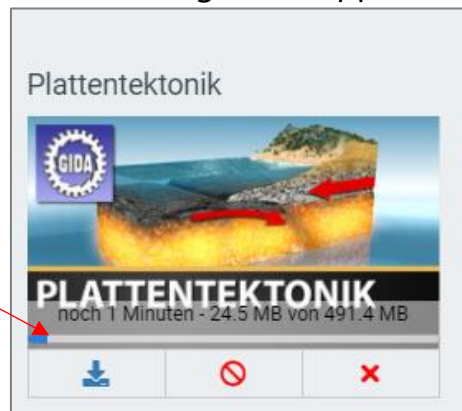 Plattentektonik
GIDA
PLATTENTEKTONIK
noch 1 Minuten - 24.5 MB von 491.4 MB